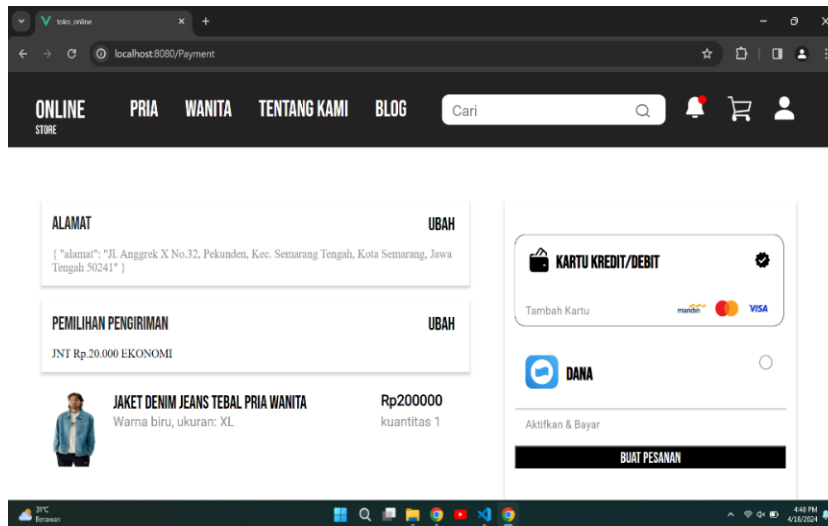 toko_online
localhost:8080/Payment
ONLINE
STORE
PRIA
WANITA
TENTANG KAMI
BLOG
Cari
ALAMAT
UBAH
{ "alamat": "Jl. Anggrek X No.32, Pekunden, Kec. Semarang Tengah, Kota Semarang, Jawa
Tengah 50241" }
PEMILIHAN PENGIRIMAN
UBAH
JNT Rp.20.000 EKONOMI
JAKET DENIM JEANS TEBAL PRIA WANITA
Rp200000
Warna biru, ukuran: XL
kuantitas 1
KARTU KREDIT/DEBIT
Tambah Kartu
mandiri
VISA
DANA
Aktifkan & Bayar
BUAT PESANAN
31°C
Berawan
4:48 PM
4/18/2024